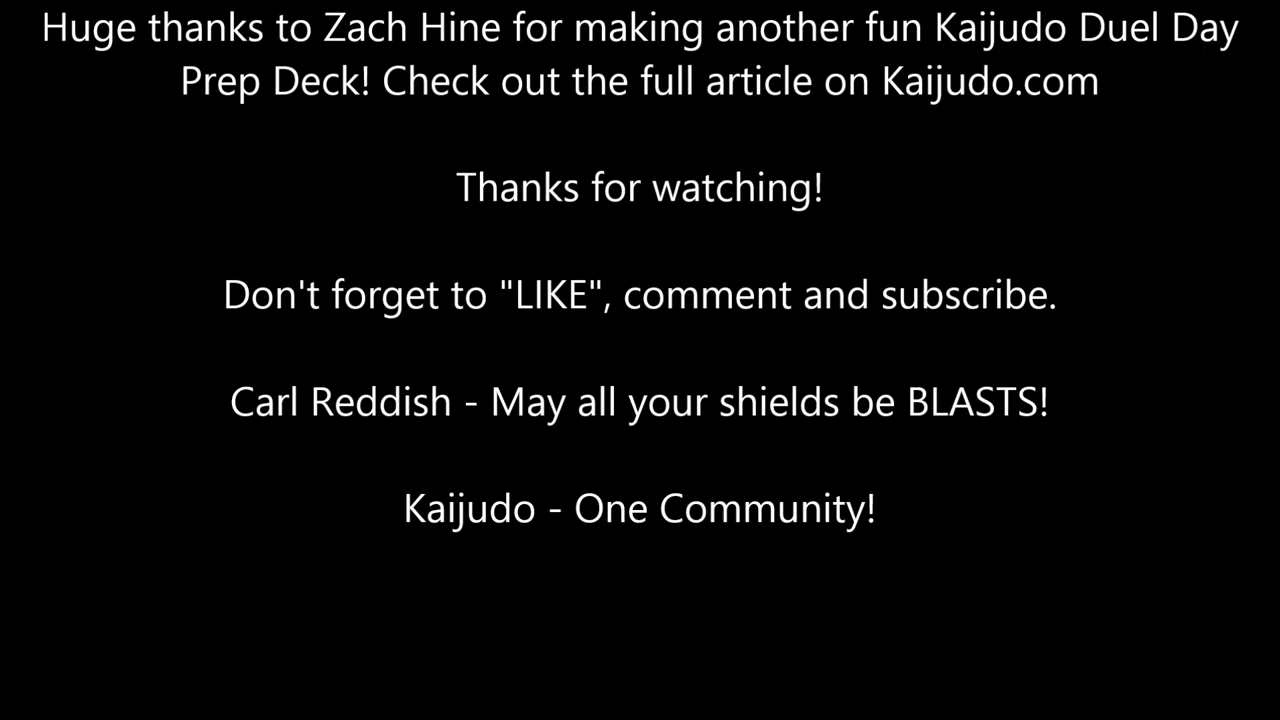 Huge thanks to Zach Hine for making another fun Kaijudo Duel Day
Prep Deck! Check out the full article on Kaijudo.com
Thanks for watching!
Don't forget to "LIKE", comment and subscribe.
Carl Reddish - May all your shields be BLASTS!
Kaijudo - One Community!